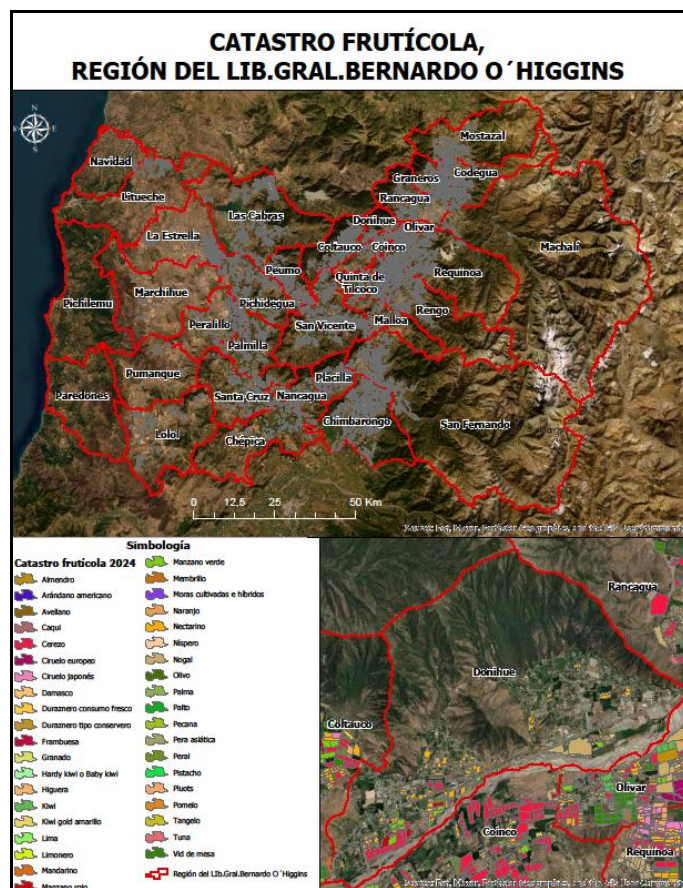 CATASTRO FRUTÍCOLA,
REGIÓN DEL LIB.GRAL.BERNARDO O´HIGGINS
N
E
S
Mostazal
Navidad
Graneros
Codegua
Litueche
Rancagua
Las Cabras
Donihue
Olivar
La Estrella
Coltauco
Coinco
Machalí
Peumo
Requinoa
Quinta de
Tilcoco
Marchihue
Pichilemu
Pichidegua
Rengo
Peralillo
San Vicente
Malloa
Palmilla
Pumanque
Placilla
Paredones
Santa Cruz
Nancagua
Chimbarongo
San Fernando
Lolol
Chépica
0 12,5 25 50 Km
Simbología
Catastro frutícola 2024
Almendro
Arándano americano
Avellano
Caqui
Cerezo
Ciruelo europeo
Ciruelo japonés
Damasco
Durazno consumo fresco
Duraznero tipo conservero
Frambuesa
Granado
Hardy kiwi o Baby kiwi
Higuera
Kiwi
Kiwi gold amarillo
Lima
Limonero
Mandarino
Manzano rojo
Manzano verde
Membrillo
Moras cultivadas e híbridos
Naranjo
Nectarino
Níspero
Nogal
Olivo
Palma
Palto
Pecana
Pera asiática
Peral
Pistacho
Pluots
Pomelo
Tangelo
Tuna
Vid de mesa
Región del Lib.Gral.Bernardo O´Higgins
Rancagua
Donihue
Coltauco
Olivar
Coinco
Requinoa